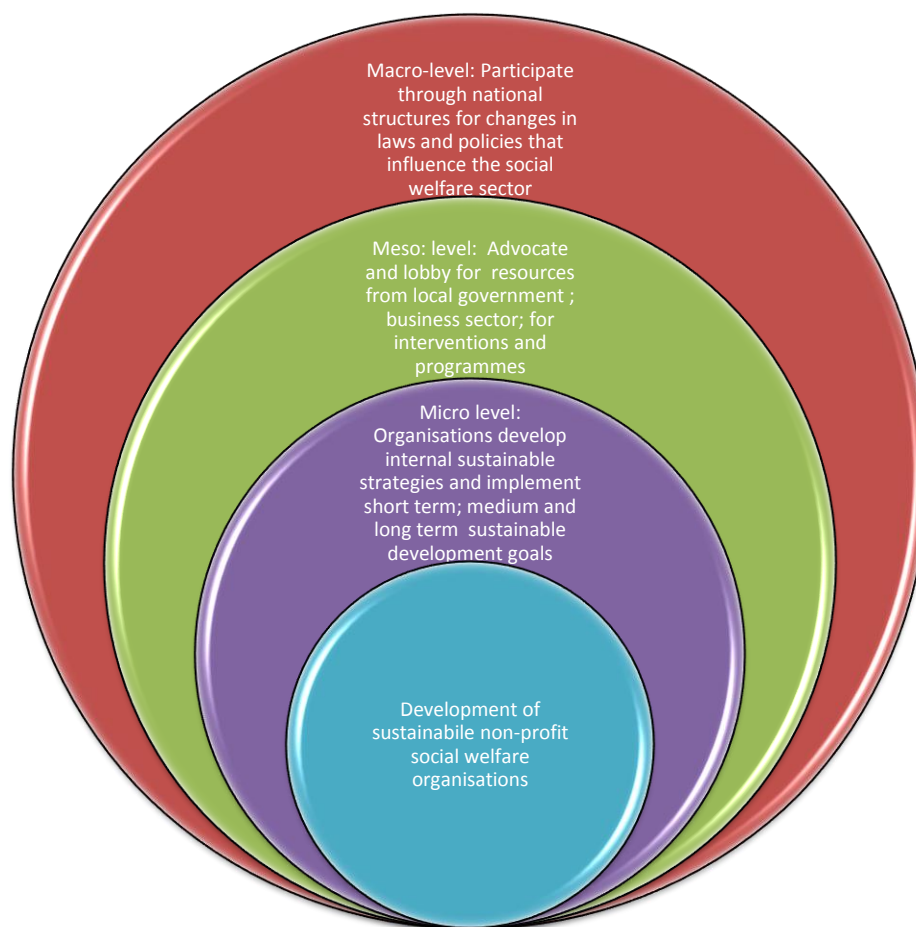 Macro-level: Participate
through national
structures for changes in
laws and policies that
influence the social
welfare sector
Meso: level:  Advocate
and lobby for  resources
from local government ;
business sector; for
interventions and
programmes
Micro level:
Organisations develop
internal sustainable
strategies and implement
short term; medium and
long term  sustainable
development goals
Development of
sustainabile non-profit
social welfare
organisations